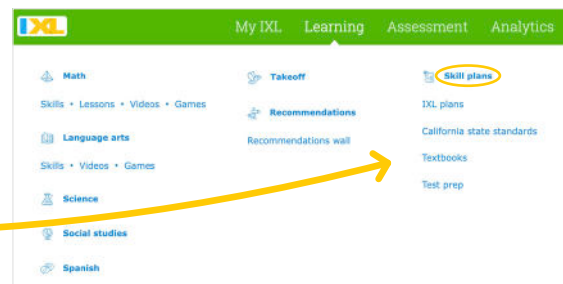 IXL
My IXL Learning Assessment Analytics
Math
Skills • Lessons • Videos • Games
Language arts
Skills • Videos • Games
Science
Social studies
Spanish
Takeoff
Recommendations
Recommendations wall
Skill plans
IXL plans
California state standards
Textbooks
Test prep